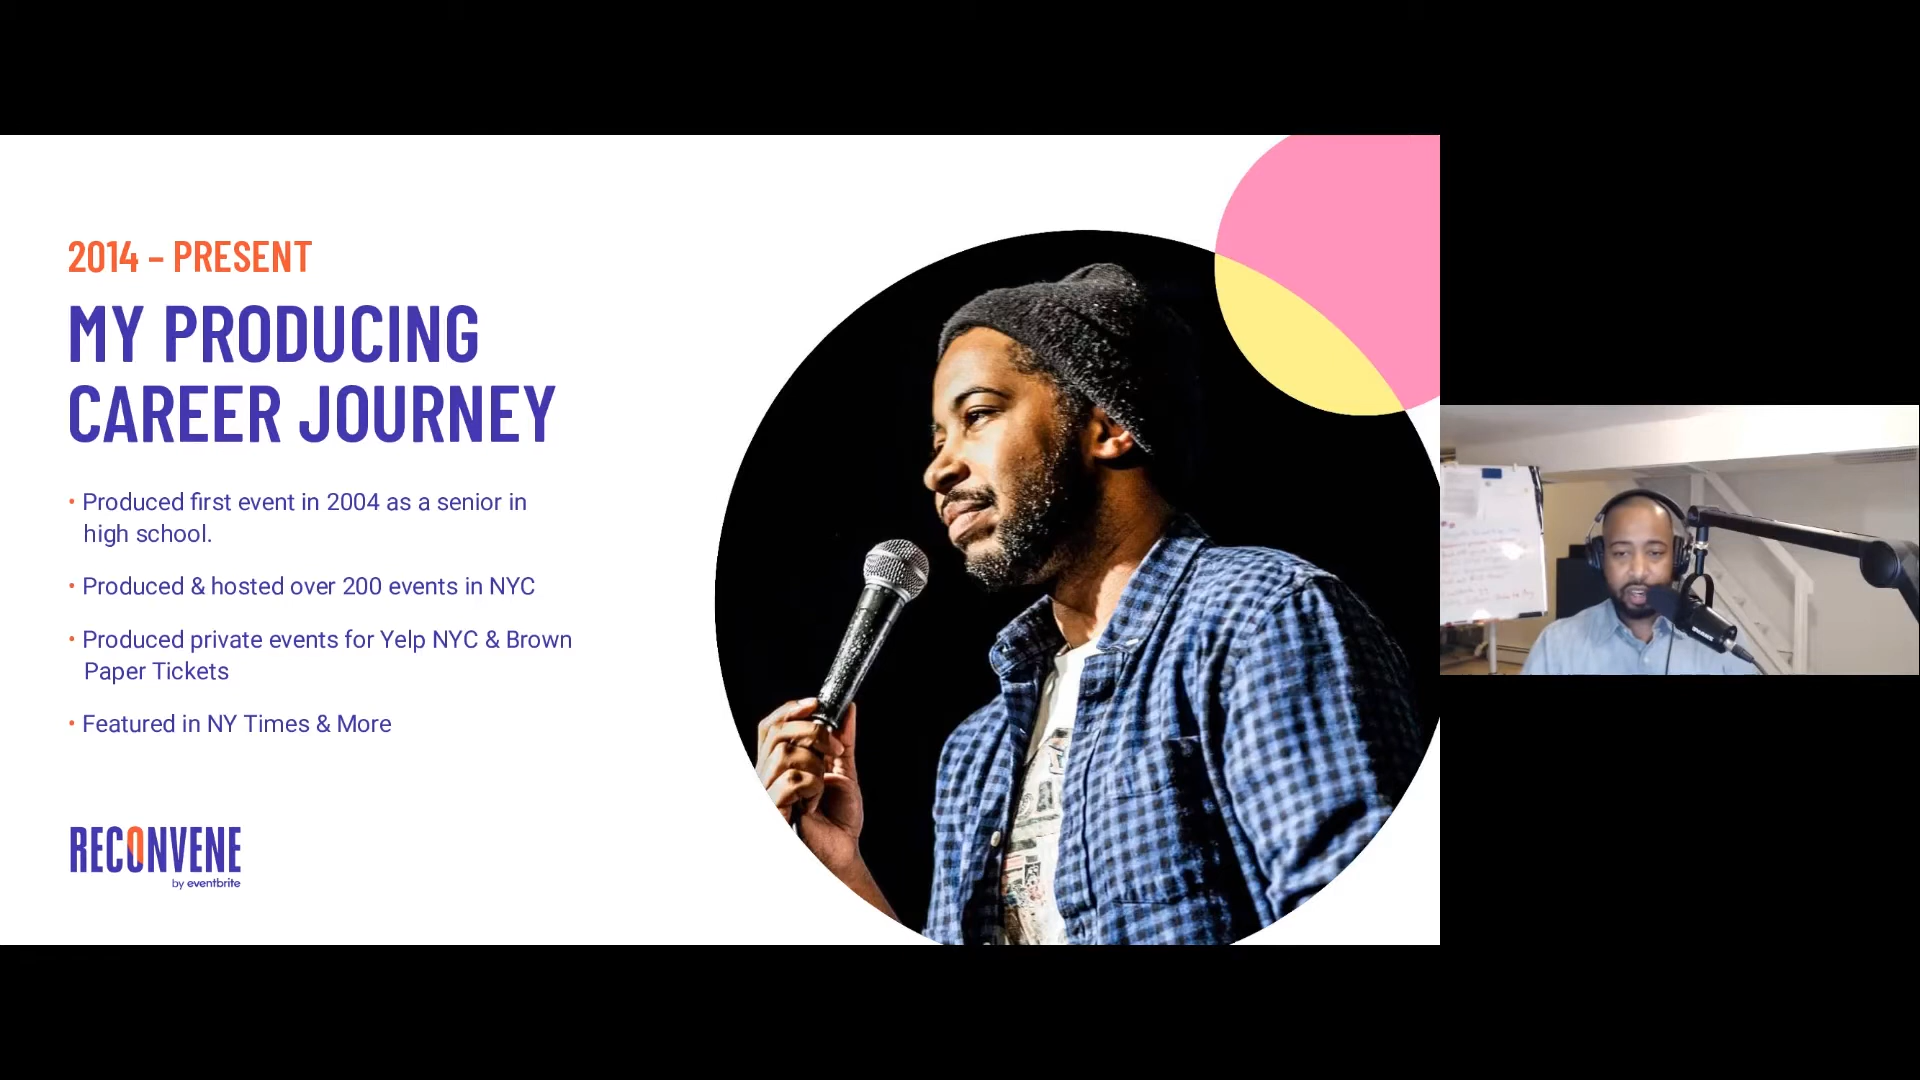 2014 – PRESENT
MY PRODUCING
CAREER JOURNEY
• Produced first event in 2004 as a senior in
high school.
• Produced & hosted over 200 events in NYC
• Produced private events for Yelp NYC & Brown
Paper Tickets
• Featured in NY Times & More
RECONVENE
by eventbrite